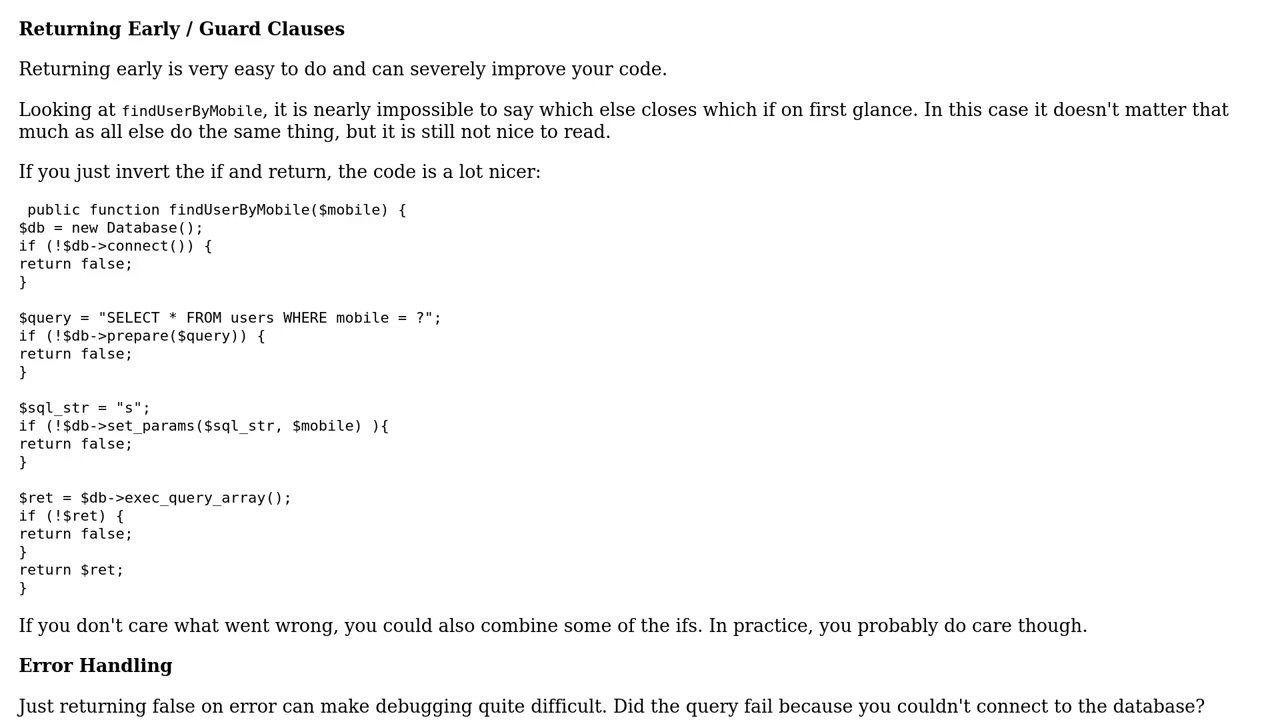 Returning Early / Guard Clauses
Returning early is very easy to do and can severely improve your code.
Looking at findUserByMobile, it is nearly impossible to say which else closes which if on first glance. In this case it doesn't matter that
much as all else do the same thing, but it is still not nice to read.
If you just invert the if and return, the code is a lot nicer:
public function findUserByMobile($mobile) {
$db = new Database();
if (!$db->connect()) {
return false;
}
$query = "SELECT * FROM users WHERE mobile = ?";
if (!$db->prepare($query)) {
return false;
}
$sql_str = "s";
if (!$db->set_params($sql_str, $mobile) ){
return false;
}
$ret = $db->exec_query_array();
if (!$ret) {
return false;
}
return $ret;
}
If you don't care what went wrong, you could also combine some of the ifs. In practice, you probably do care though.
Error Handling
Just returning false on error can make debugging quite difficult. Did the query fail because you couldn't connect to the database?